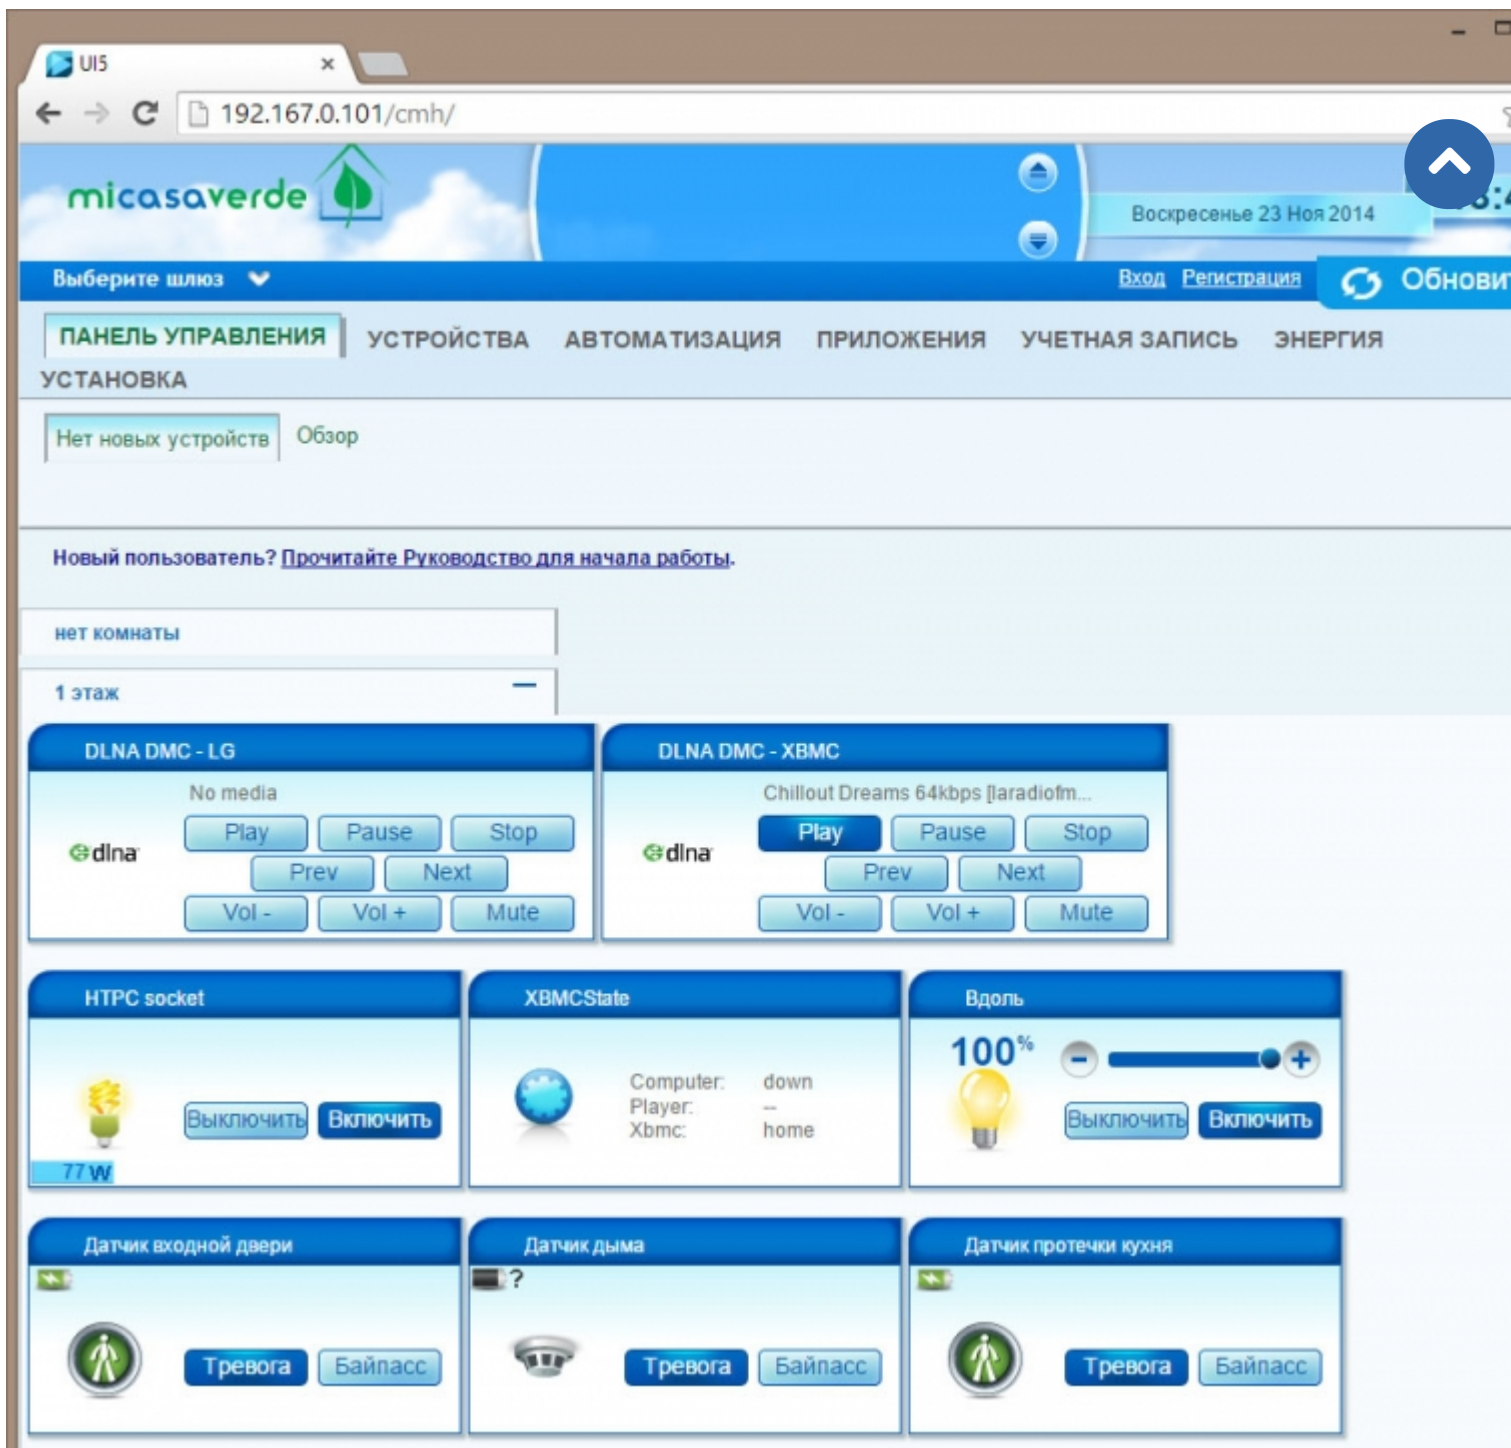 UI5
192.167.0.101/cmh/
micasaverde
Воскресенье 23 Ноя 2014
Выберите шлюз
Вход Регистрация
ПАНЕЛЬ УПРАВЛЕНИЯ УСТРОЙСТВА АВТОМАТИЗАЦИЯ ПРИЛОЖЕНИЯ УЧЕТНАЯ ЗАПИСЬ ЭНЕРГИЯ
УСТАНОВКА
Нет новых устройств Обзор
Новый пользователь? Прочитайте Руководство для начала работы.
нет комнаты
1 этаж
DLNA DMC - LG
No media
dlna
Play Pause Stop
Prev Next
Vol - Vol + Mute
DLNA DMC - XBMC
Chillout Dreams 64kbps [laradiofm...
dlna
Play Pause Stop
Prev Next
Vol - Vol + Mute
HTPC socket
Выключить Включить
77 W
XBMCState
Computer: down
Player: --
Xbmc: home
Вдоль
100%
Выключить Включить
Датчик входной двери
Тревога Байпасс
Датчик дыма
?
Тревога Байпасс
Датчик протечки кухня
Тревога Байпасс